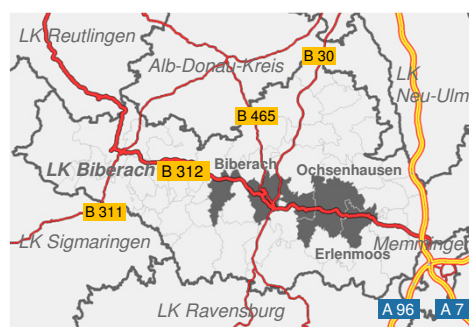 LK Reutlingen
Alb-Donau-Kreis
B 30
LK
Neu-Ulm
B 465
LK Biberach
B 312
Biberach
Ochsenhausen
B 311
LK Sigmaringen
Memmingen
Erlenmoos
LK Ravensburg
A 96
A 7